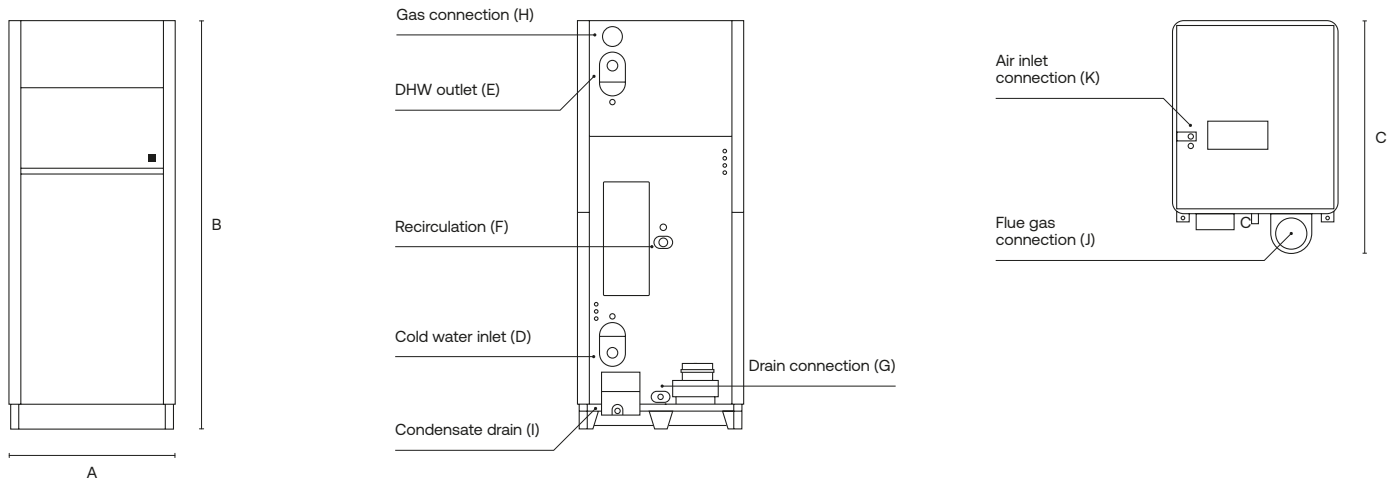 B
A
Gas connection (H)
DHW outlet (E)
Recirculation (F)
Cold water inlet (D)
Drain connection (G)
Condensate drain (I)
Air inlet
connection (K)
C
Flue gas
connection (J)